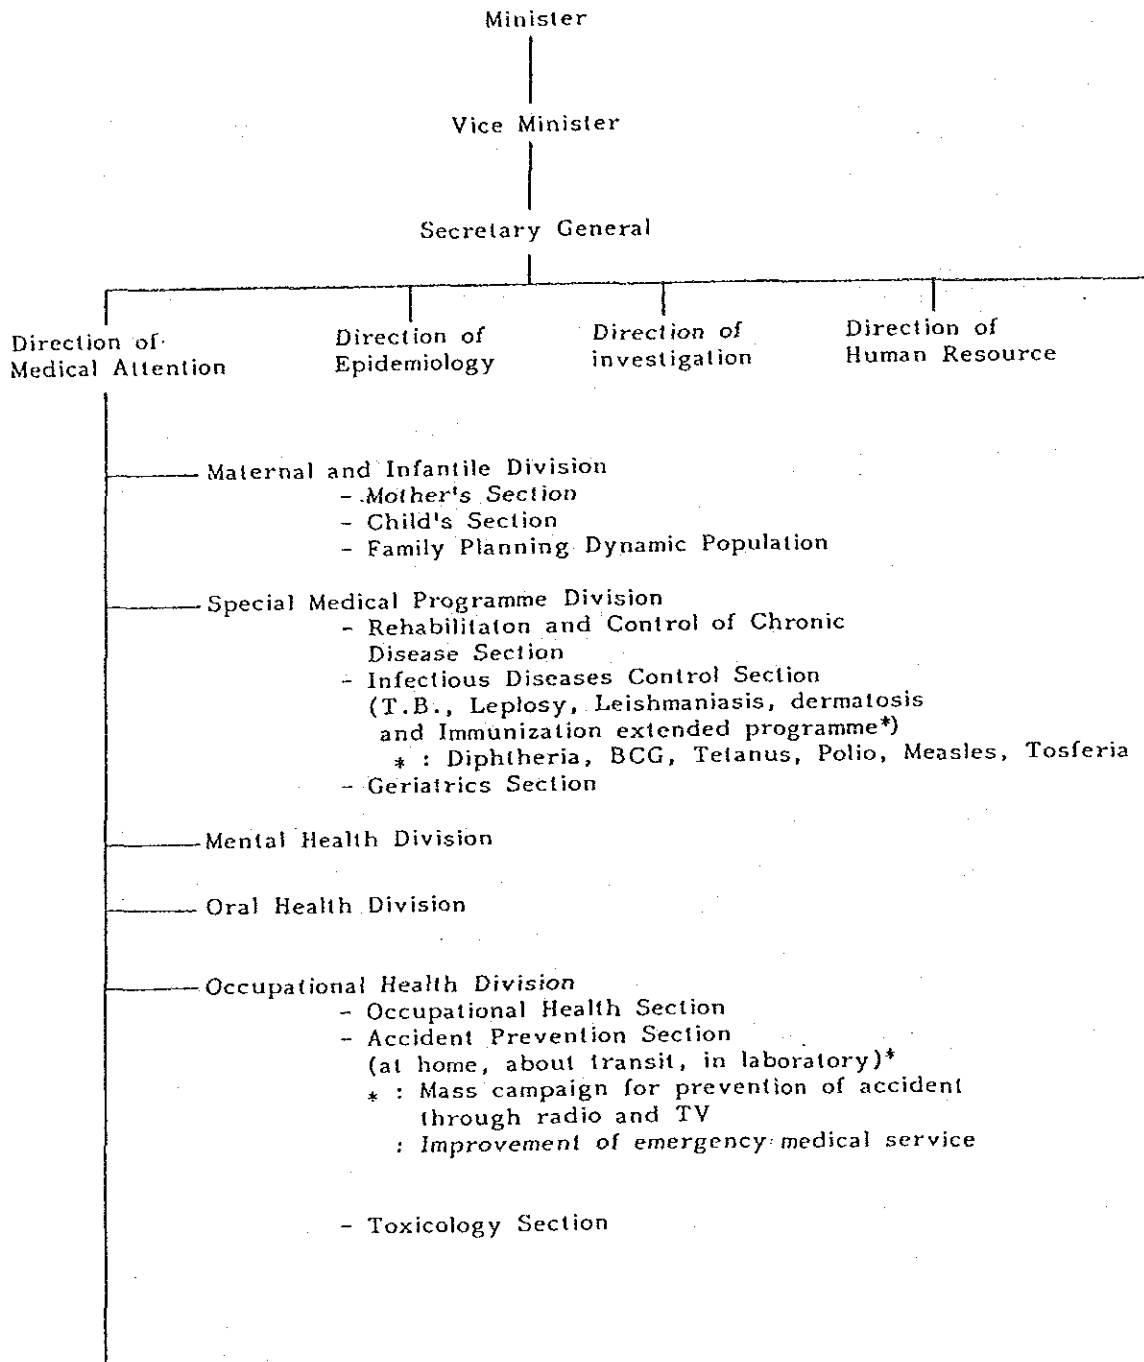 Minister
Vice Minister
Secretary General
Direction of
Medical Attention
Direction of
Epidemiology
Direction of
investigation
Direction of
Human Resource
Maternal and Infantile Division
- Mother's Section
- Child's Section
- Family Planning Dynamic Population
Special Medical Programme Division
- Rehabilitaton and Control of Chronic
Disease Section
- Infectious Diseases Control Section
(T.B., Leplosy, Leishmaniasis, dermatosis
and Immunization extended programme*)
* : Diphtheria, BCG, Tetanus, Polio, Measles, Tosferia
- Geriatrics Section
Mental Health Division
Oral Health Division
Occupational Health Division
- Occupational Health Section
- Accident Prevention Section
(at home, about transit, in laboratory)*
* : Mass campaign for prevention of accident
through radio and TV
: Improvement of emergency medical service
- Toxicology Section